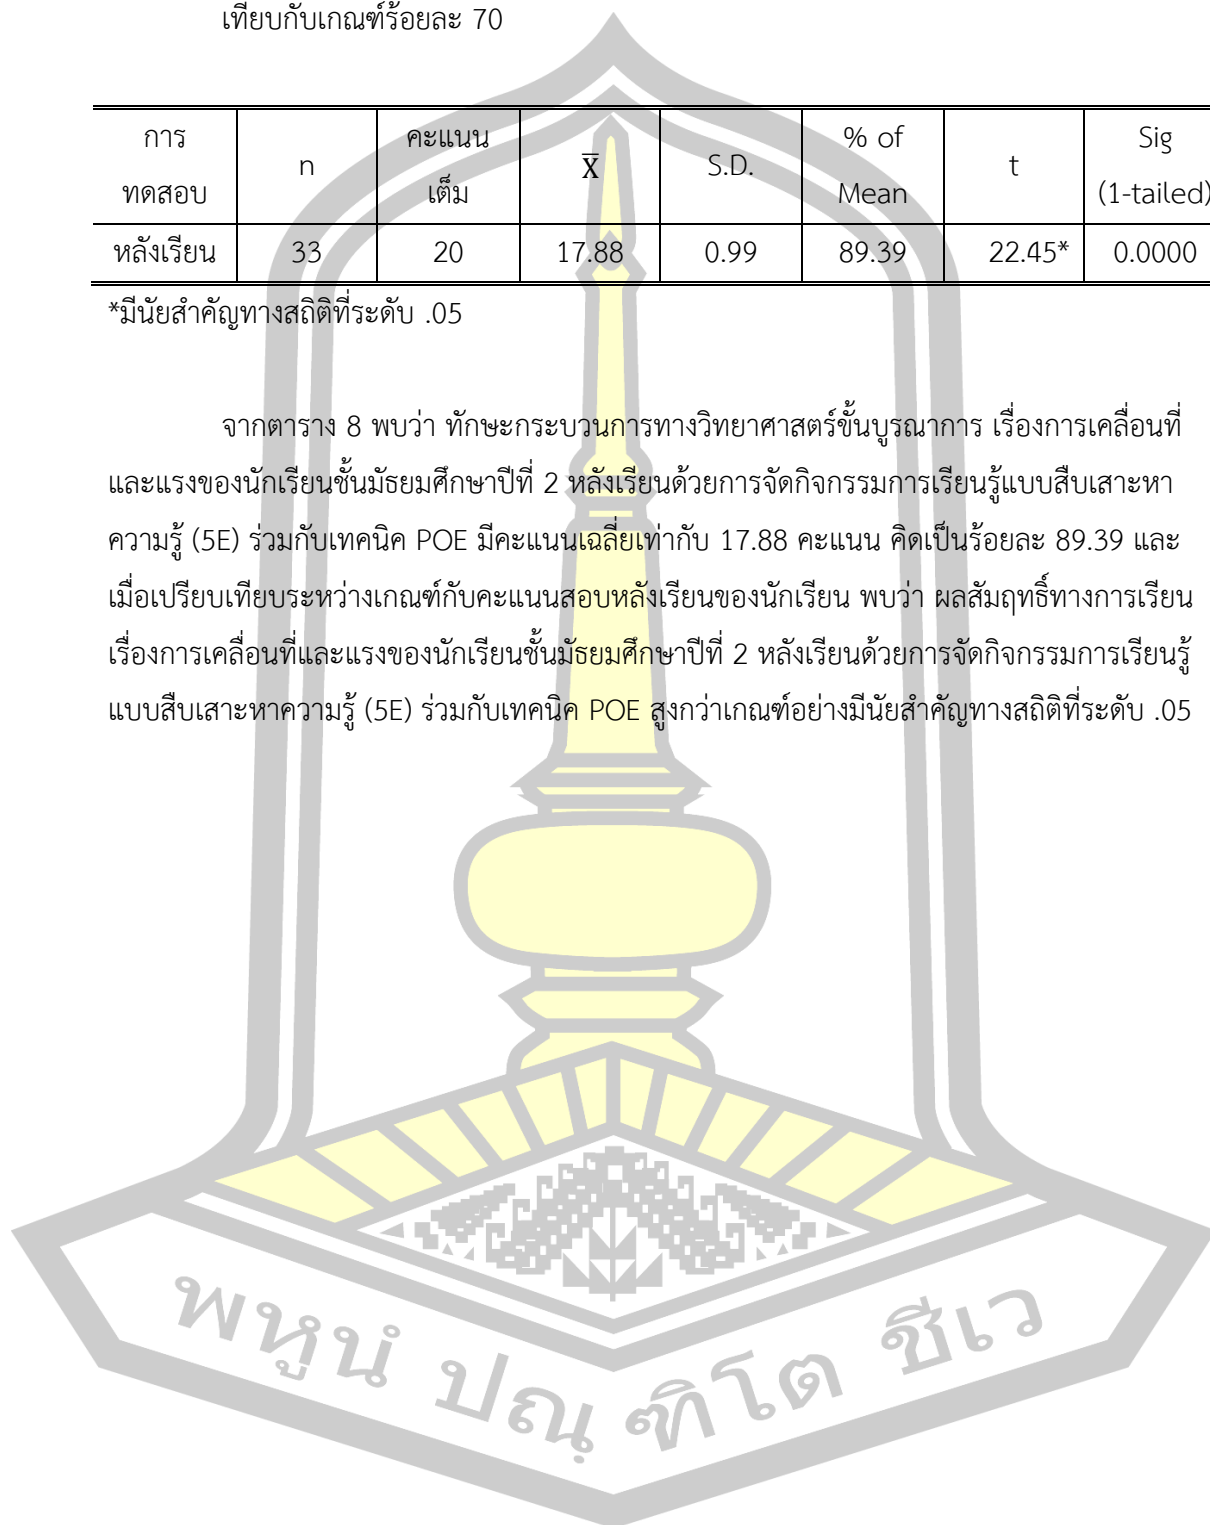 เทียบกับเกณฑ์ร้อยละ 70
การทดสอบ n คะแนนเต็ม X̅ S.D. % of Mean t Sig (1-tailed)
หลังเรียน 33 20 17.88 0.99 89.39 22.45* 0.0000
*มีนัยสำคัญทางสถิติที่ระดับ .05
จากตาราง 8 พบว่า ทักษะกระบวนการทางวิทยาศาสตร์ขั้นบูรณาการ เรื่องการเคลื่อนที่
และแรงของนักเรียนชั้นมัธยมศึกษาปีที่ 2 หลังเรียนด้วยการจัดกิจกรรมการเรียนรู้แบบสืบเสาะหา
ความรู้ (5E) ร่วมกับเทคนิค POE มีคะแนนเฉลี่ยเท่ากับ 17.88 คะแนน คิดเป็นร้อยละ 89.39 และ
เมื่อเปรียบเทียบระหว่างเกณฑ์กับคะแนนสอบหลังเรียนของนักเรียน พบว่า ผลสัมฤทธิ์ทางการเรียน
เรื่องการเคลื่อนที่และแรงของนักเรียนชั้นมัธยมศึกษาปีที่ 2 หลังเรียนด้วยการจัดกิจกรรมการเรียนรู้
แบบสืบเสาะหาความรู้ (5E) ร่วมกับเทคนิค POE สูงกว่าเกณฑ์อย่างมีนัยสำคัญทางสถิติที่ระดับ .05
พหูนํ ปณฺฑิโต ชีเว